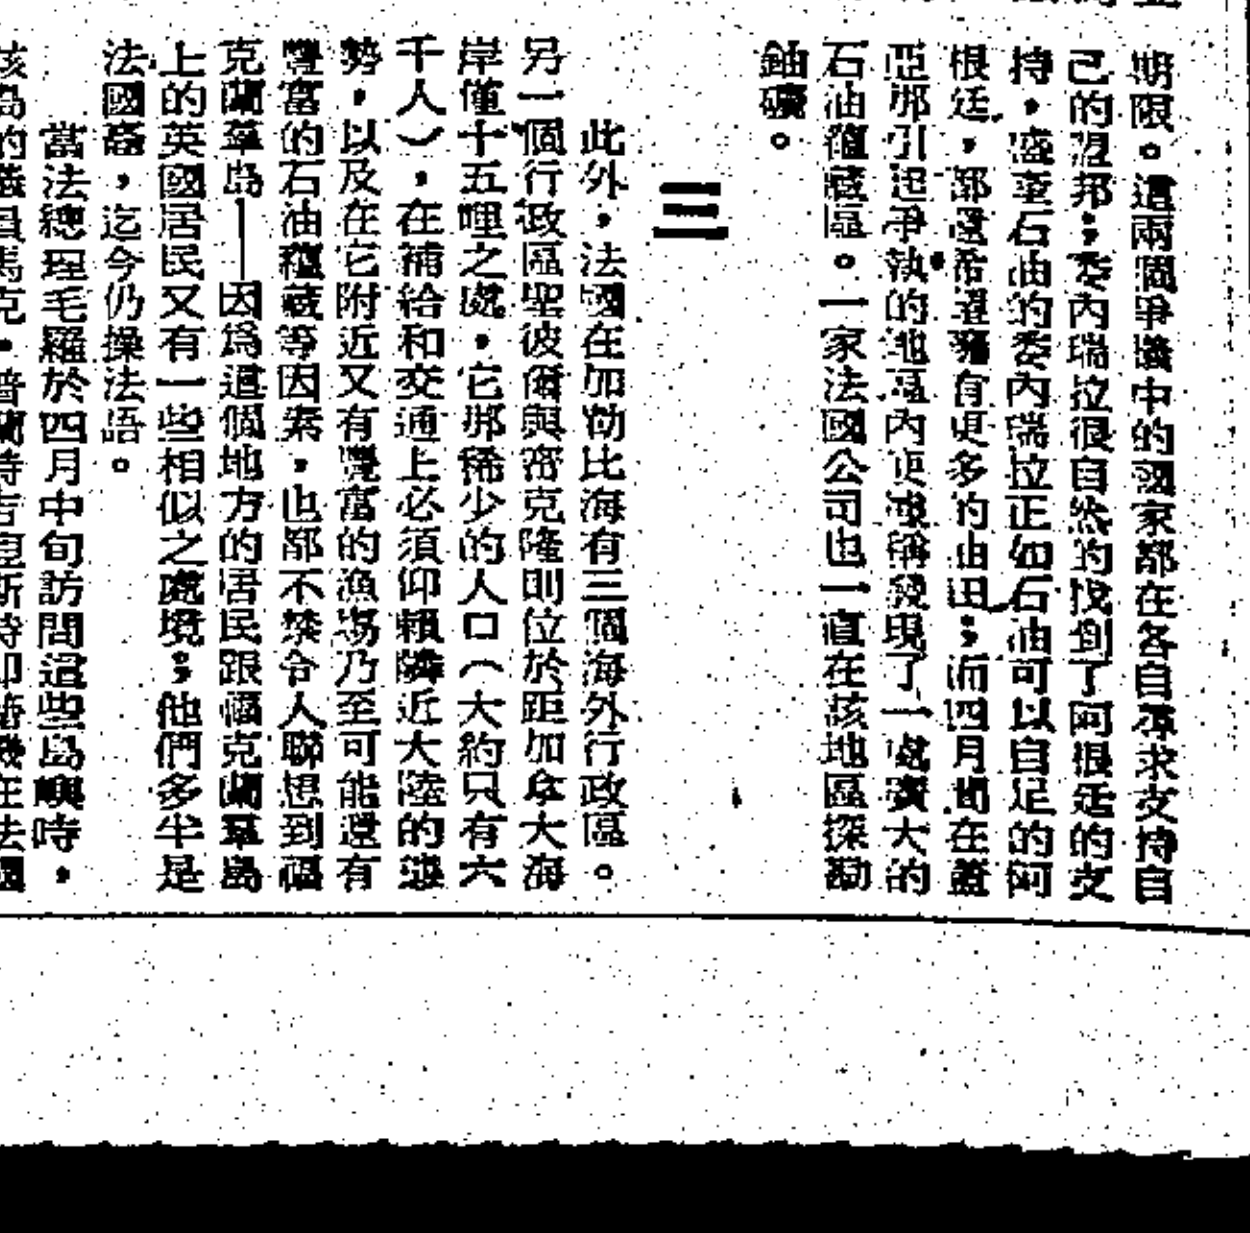 期限。這兩個爭議中的國家都在各自尋求支持自
己的盟邦；委內瑞拉很自然的找到了阿根廷的支
持，盛產石油的委內瑞拉正如石油可以自足的阿
根廷，都還希望擁有更多的油田；而四月間在蓋
亞那引起爭執的地區內更據稱發現了一處廣大的
石油蘊藏區。一家法國公司也一直在該地區探勘
鈾礦。
三
此外，法國在加勒比海有三個海外行政區。
另一個行政區聖彼爾與密克隆則位於距加拿大海
岸僅十五哩之處，它那稀少的人口（大約只有六
千人），在補給和交通上必須仰賴隣近大陸的態
勢，以及在它附近又有豐富的漁場乃至可能還有
豐富的石油蘊藏等因素，也都不禁令人聯想到福
克蘭羣島——因爲這個地方的居民跟福克蘭羣島
上的英國居民又有一些相似之處境；他們多半是
法國裔，迄今仍操法語。
當法總理毛羅於四月中旬訪問這些島嶼時，